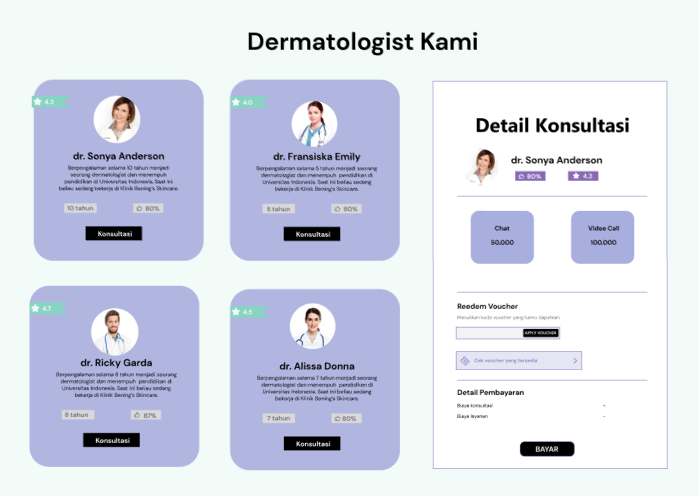 Dermatologist Kami
4.3
dr. Sonya Anderson
Berpengalaman selama 10 tahun menjadi
seorang dermatologist dan menempuh
pendidikan di Universitas Indonesia. Saat ini
beliau sedang bekerja di Klinik Bening's Skincare.
10 tahun
80%
Konsultasi
4.0
dr. Fransiska Emily
Berpengalaman selama 5 tahun menjadi seorang
dermatologist dan menempuh pendidikan di
Universitas Indonesia. Saat ini beliau sedang
bekerja di Klinik Bening's Skincare.
5 tahun
80%
Konsultasi
4.7
dr. Ricky Garda
Berpengalaman selama 8 tahun menjadi seorang
dermatologist dan menempuh pendidikan di
Universitas Indonesia. Saat ini beliau sedang
bekerja di Klinik Bening's Skincare.
8 tahun
87%
Konsultasi
4.5
dr. Alissa Donna
Berpengalaman selama 7 tahun menjadi seorang
dermatologist dan menempuh pendidikan di
Universitas Indonesia. Saat ini beliau sedang
bekerja di Klinik Bening's Skincare.
7 tahun
80%
Konsultasi
Detail Konsultasi
dr. Sonya Anderson
80%
4.3
Chat
50.000
Video Call
100.000
Reedem Voucher
Masukkan kode voucher yang kamu dapatkan
APPLY VOUCHER
Cek voucher yang tersedia
Detail Pembayaran
Biaya konsultasi -
Biaya layanan -
BAYAR